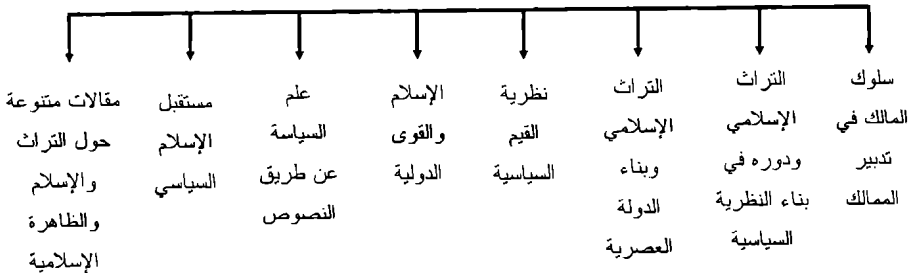 سلوك
المالك في
تدبير
الممالك
التراث
الإسلامي
ودوره في
بناء النظرية
السياسية
التراث
الإسلامي
وبناء
الدولة
العصرية
نظرية
القيم
السياسية
الإسلام
والقوى
الدولية
علم
السياسة
عن طريق
النصوص
مستقبل
الإسلام
السياسي
مقالات متنوعة
حول التراث
والإسلام
والظاهرة
الإسلامية